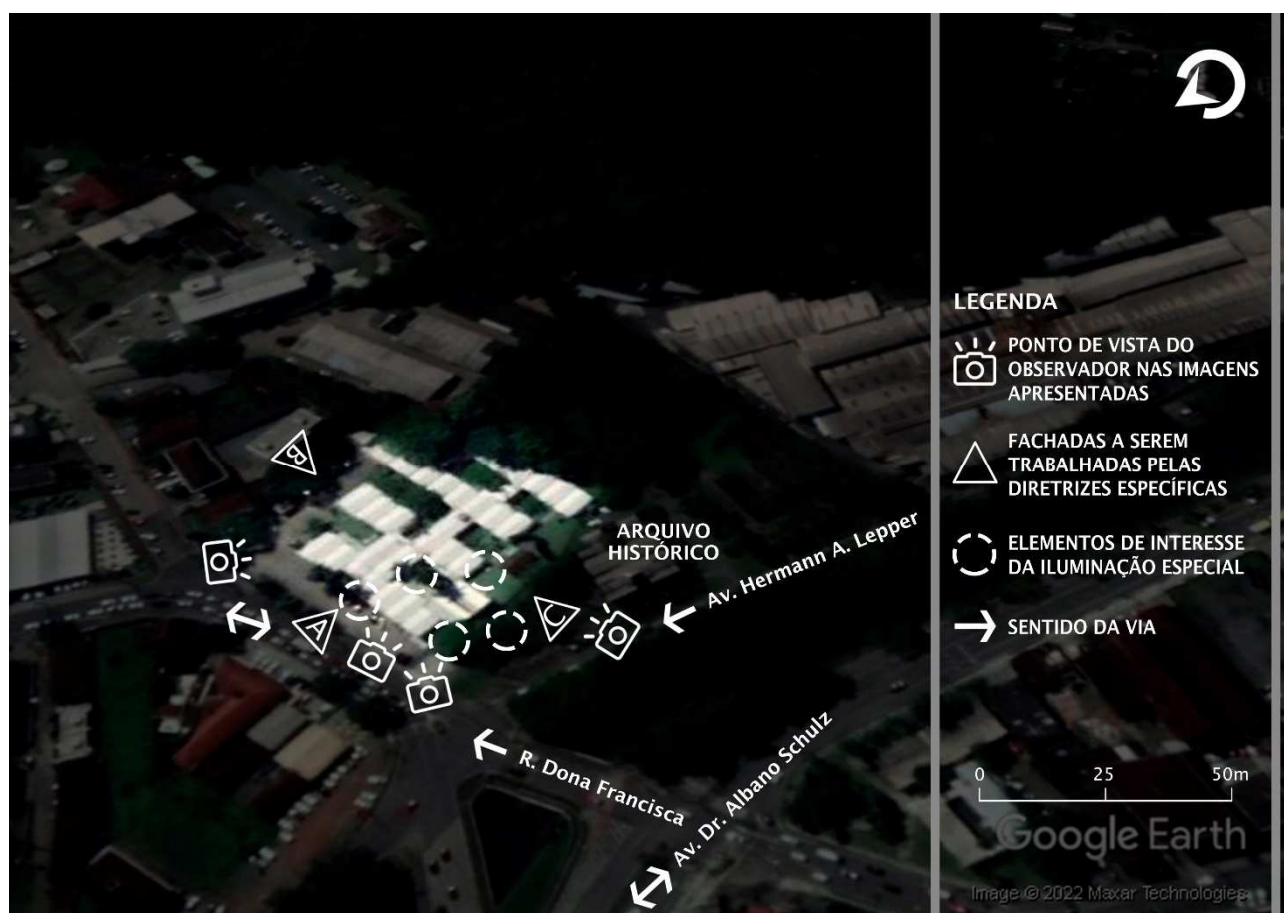 LEGENDA
PONTO DE VISTA DO
OBSERVADOR NAS IMAGENS
APRESENTADAS
FACHADAS A SEREM
TRABALHADAS PELAS
DIRETRIZES ESPECÍFICAS
ELEMENTOS DE INTERESSE
DA ILUMINAÇÃO ESPECIAL
SENTIDO DA VIA
B
ARQUIVO
HISTÓRICO
Av. Hermann A. Lepper
A
C
R. Dona Francisca
Av. Dr. Albano Schulz
0 25 50m
Google Earth
Image © 2022 Maxar Technologies